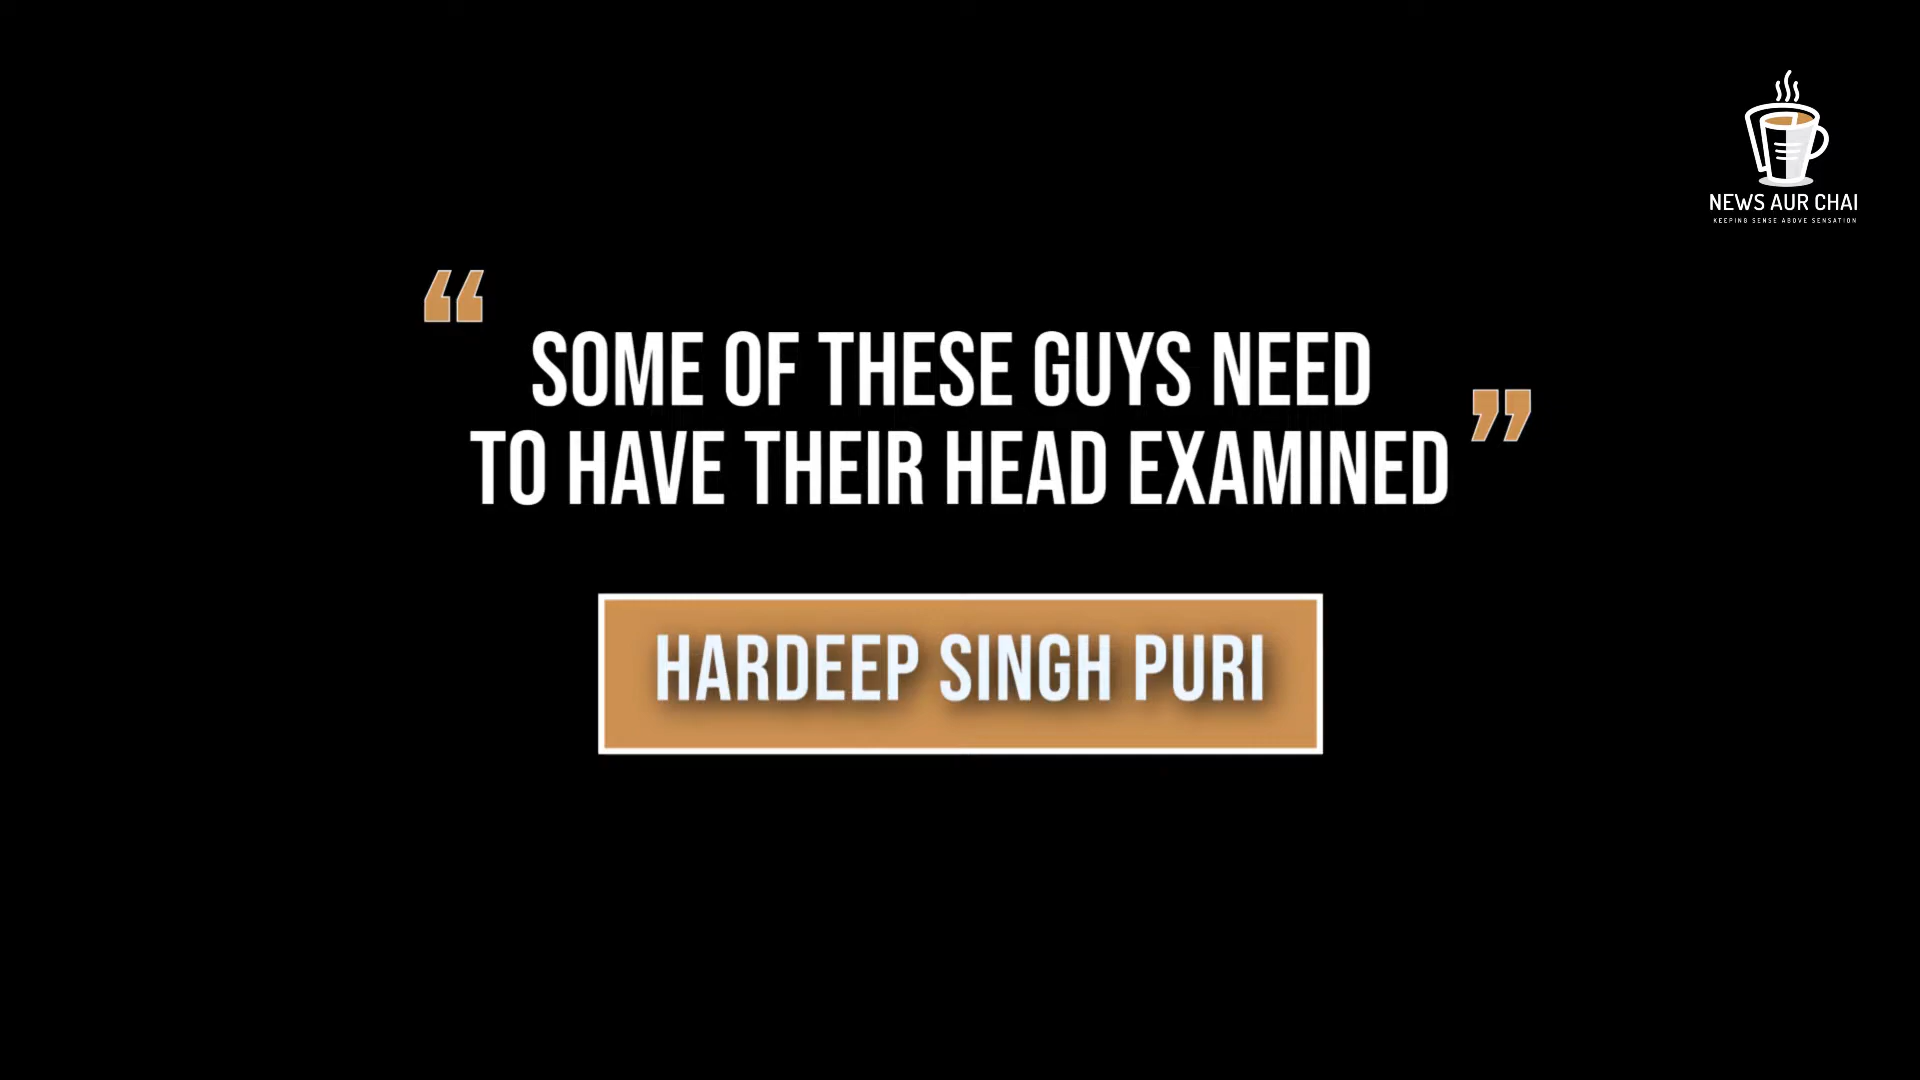 NEWS AUR CHAI
KEEPING SENSE ABOVE SENSATION
“SOME OF THESE GUYS NEED
TO HAVE THEIR HEAD EXAMINED”
HARDEEP SINGH PURI